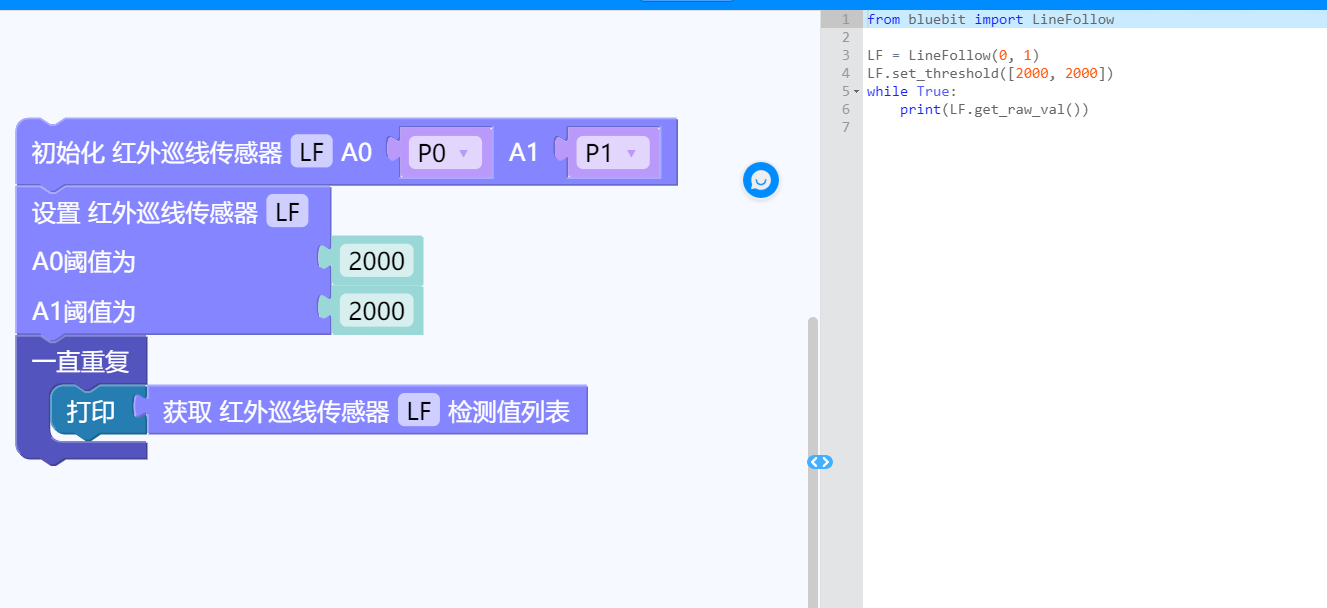 初始化 红外巡线传感器 LF A0 P0 A1 P1
设置 红外巡线传感器 LF
A0阈值为 2000
A1阈值为 2000
一直重复
打印 获取 红外巡线传感器 LF 检测值列表
1 from bluebit import LineFollow
2
3 LF = LineFollow(0, 1)
4 LF.set_threshold([2000, 2000])
5 while True:
6     print(LF.get_raw_val())
7